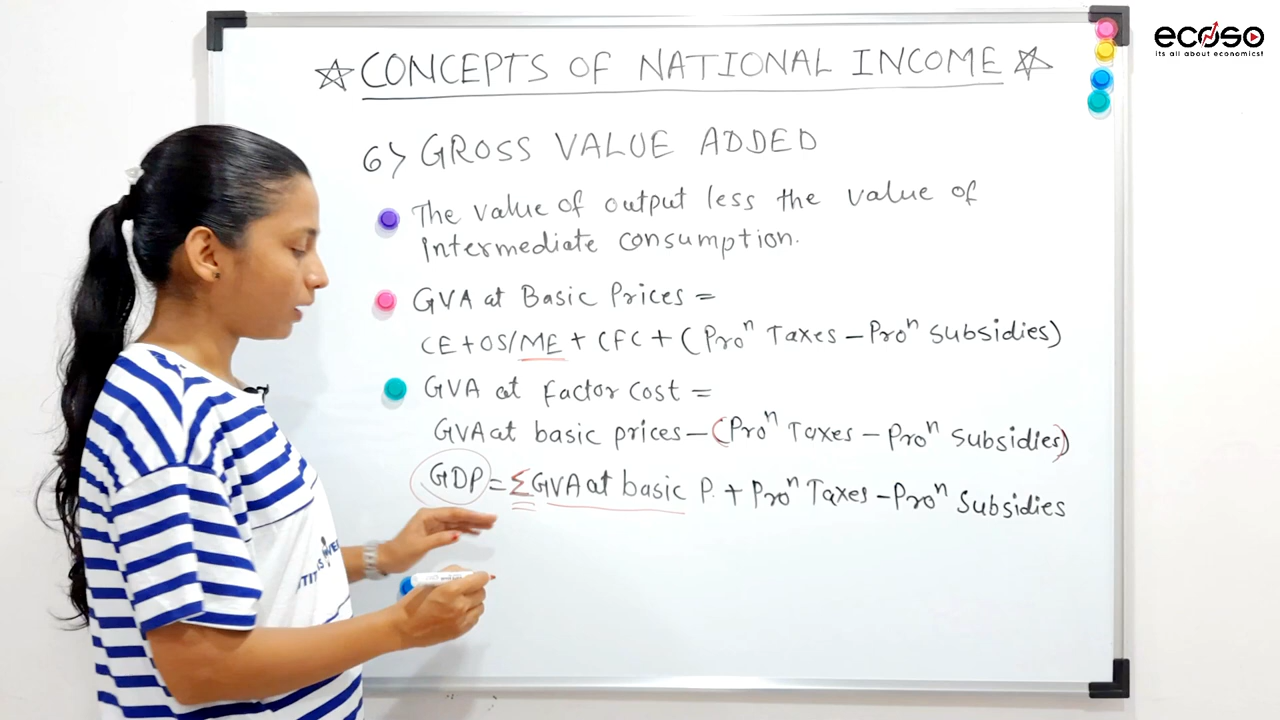 ecoso
its all about economics!
☆ CONCEPTS OF NATIONAL INCOME ☆
6> GROSS VALUE ADDED
The value of output less the value of
Intermediate consumption.
GVA at Basic Prices =
CE + OS/ME + CFC + (Proⁿ Taxes – Proⁿ Subsidies)
GVA at Factor Cost =
GVA at basic prices – (Proⁿ Taxes – Proⁿ Subsidies)
GDP = ΣGVA at basic P. + Proⁿ Taxes – Proⁿ Subsidies